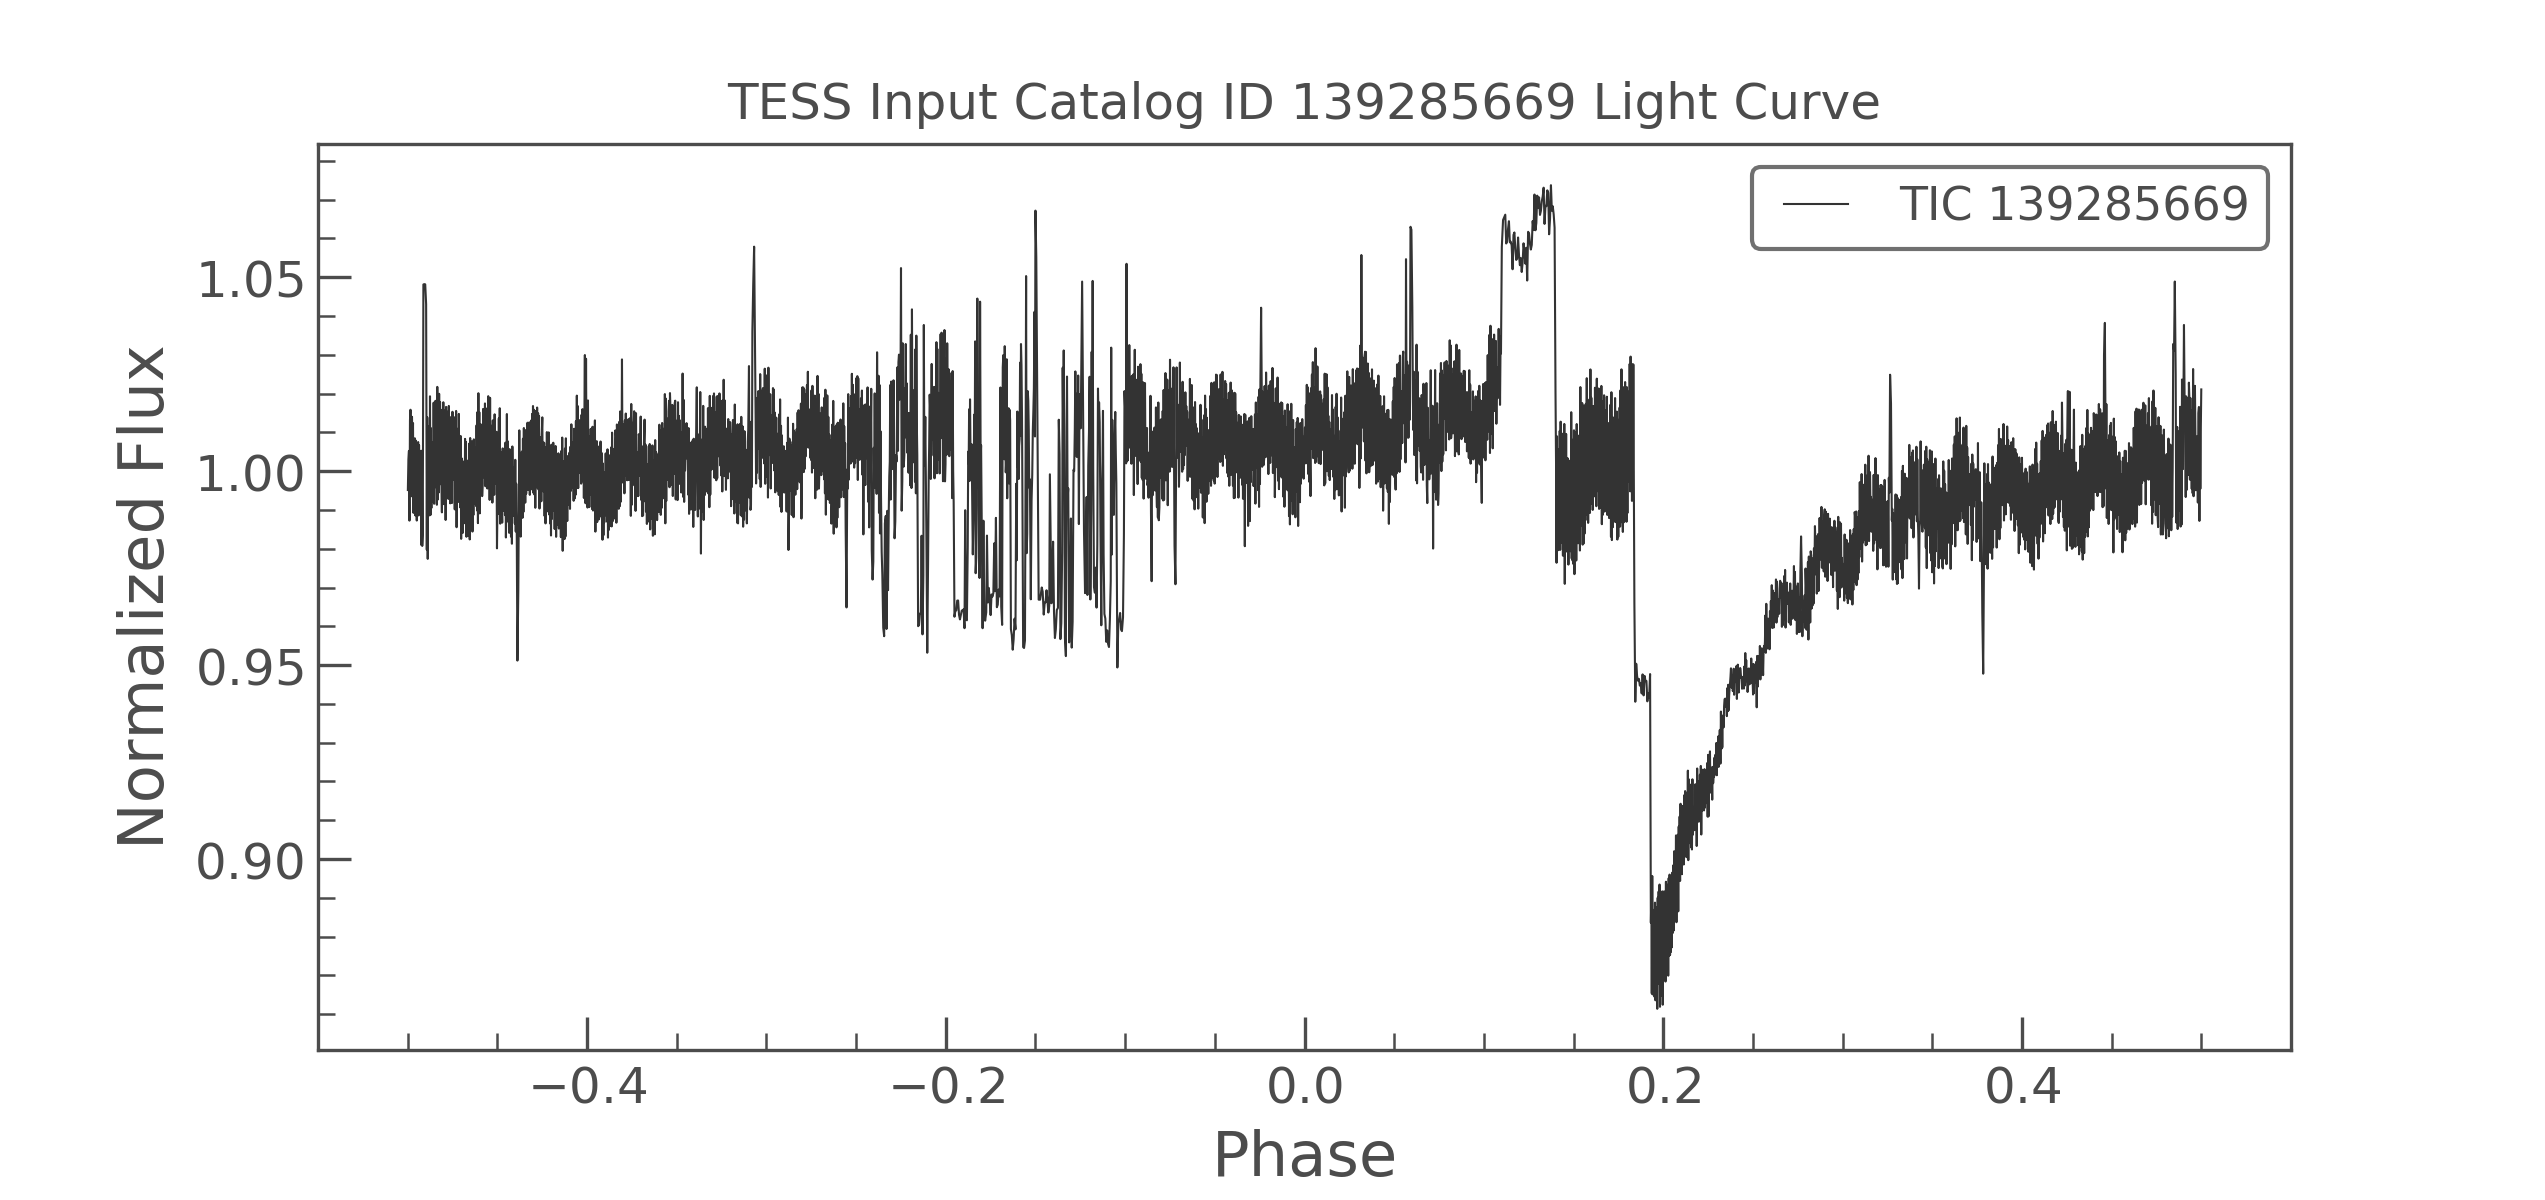 TESS Input Catalog ID 139285669 Light Curve
TIC 139285669
Normalized Flux
1.05
1.00
0.95
0.90
−0.4
−0.2
0.0
0.2
0.4
Phase